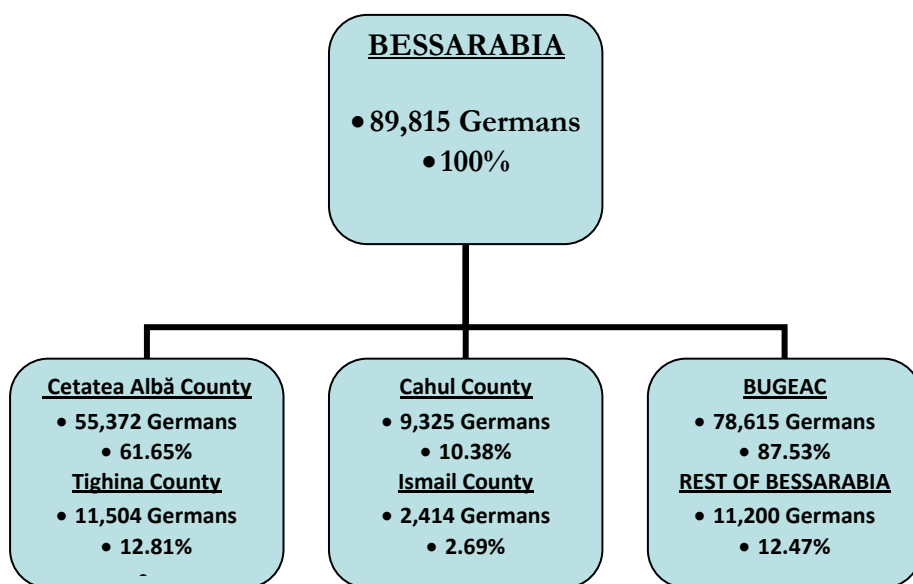 BESSARABIA
• 89,815 Germans
• 100%
Cetatea Albă County
• 55,372 Germans
• 61.65%
Tighina County
• 11,504 Germans
• 12.81%
Cahul County
• 9,325 Germans
• 10.38%
Ismail County
• 2,414 Germans
• 2.69%
BUGEAC
• 78,615 Germans
• 87.53%
REST OF BESSARABIA
• 11,200 Germans
• 12.47%